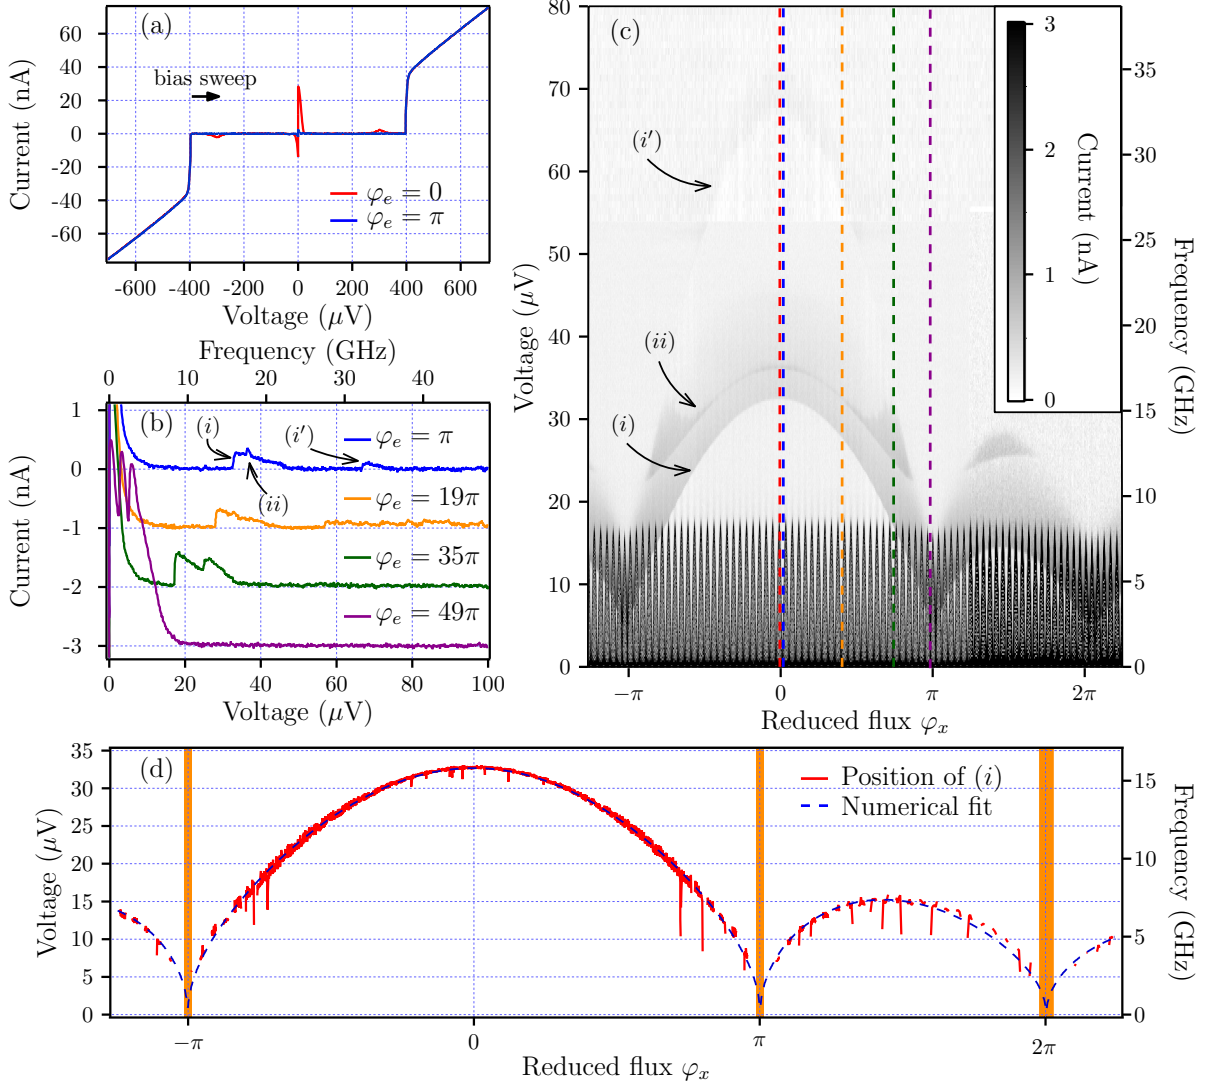 (a)
Current (nA)
60
40
20
0
-20
-40
-60
bias sweep
φe = 0
φe = π
-600 -400 -200 0 200 400 600
Voltage (μV)
Frequency (GHz)
0 10 20 30 40
(b)
Current (nA)
1
0
-1
-2
-3
(i)
(ii)
(i′)
φe = π
φe = 19π
φe = 35π
φe = 49π
0 20 40 60 80 100
Voltage (μV)
(c)
Voltage (μV)
80
70
60
50
40
30
20
10
0
(i′)
(ii)
(i)
3
2
1
0
Current (nA)
35
30
25
20
15
10
5
0
Frequency (GHz)
−π 0 π 2π
Reduced flux φx
(d)
Voltage (μV)
35
30
25
20
15
10
5
0
Position of (i)
Numerical fit
15
10
5
0
Frequency (GHz)
−π 0 π 2π
Reduced flux φx